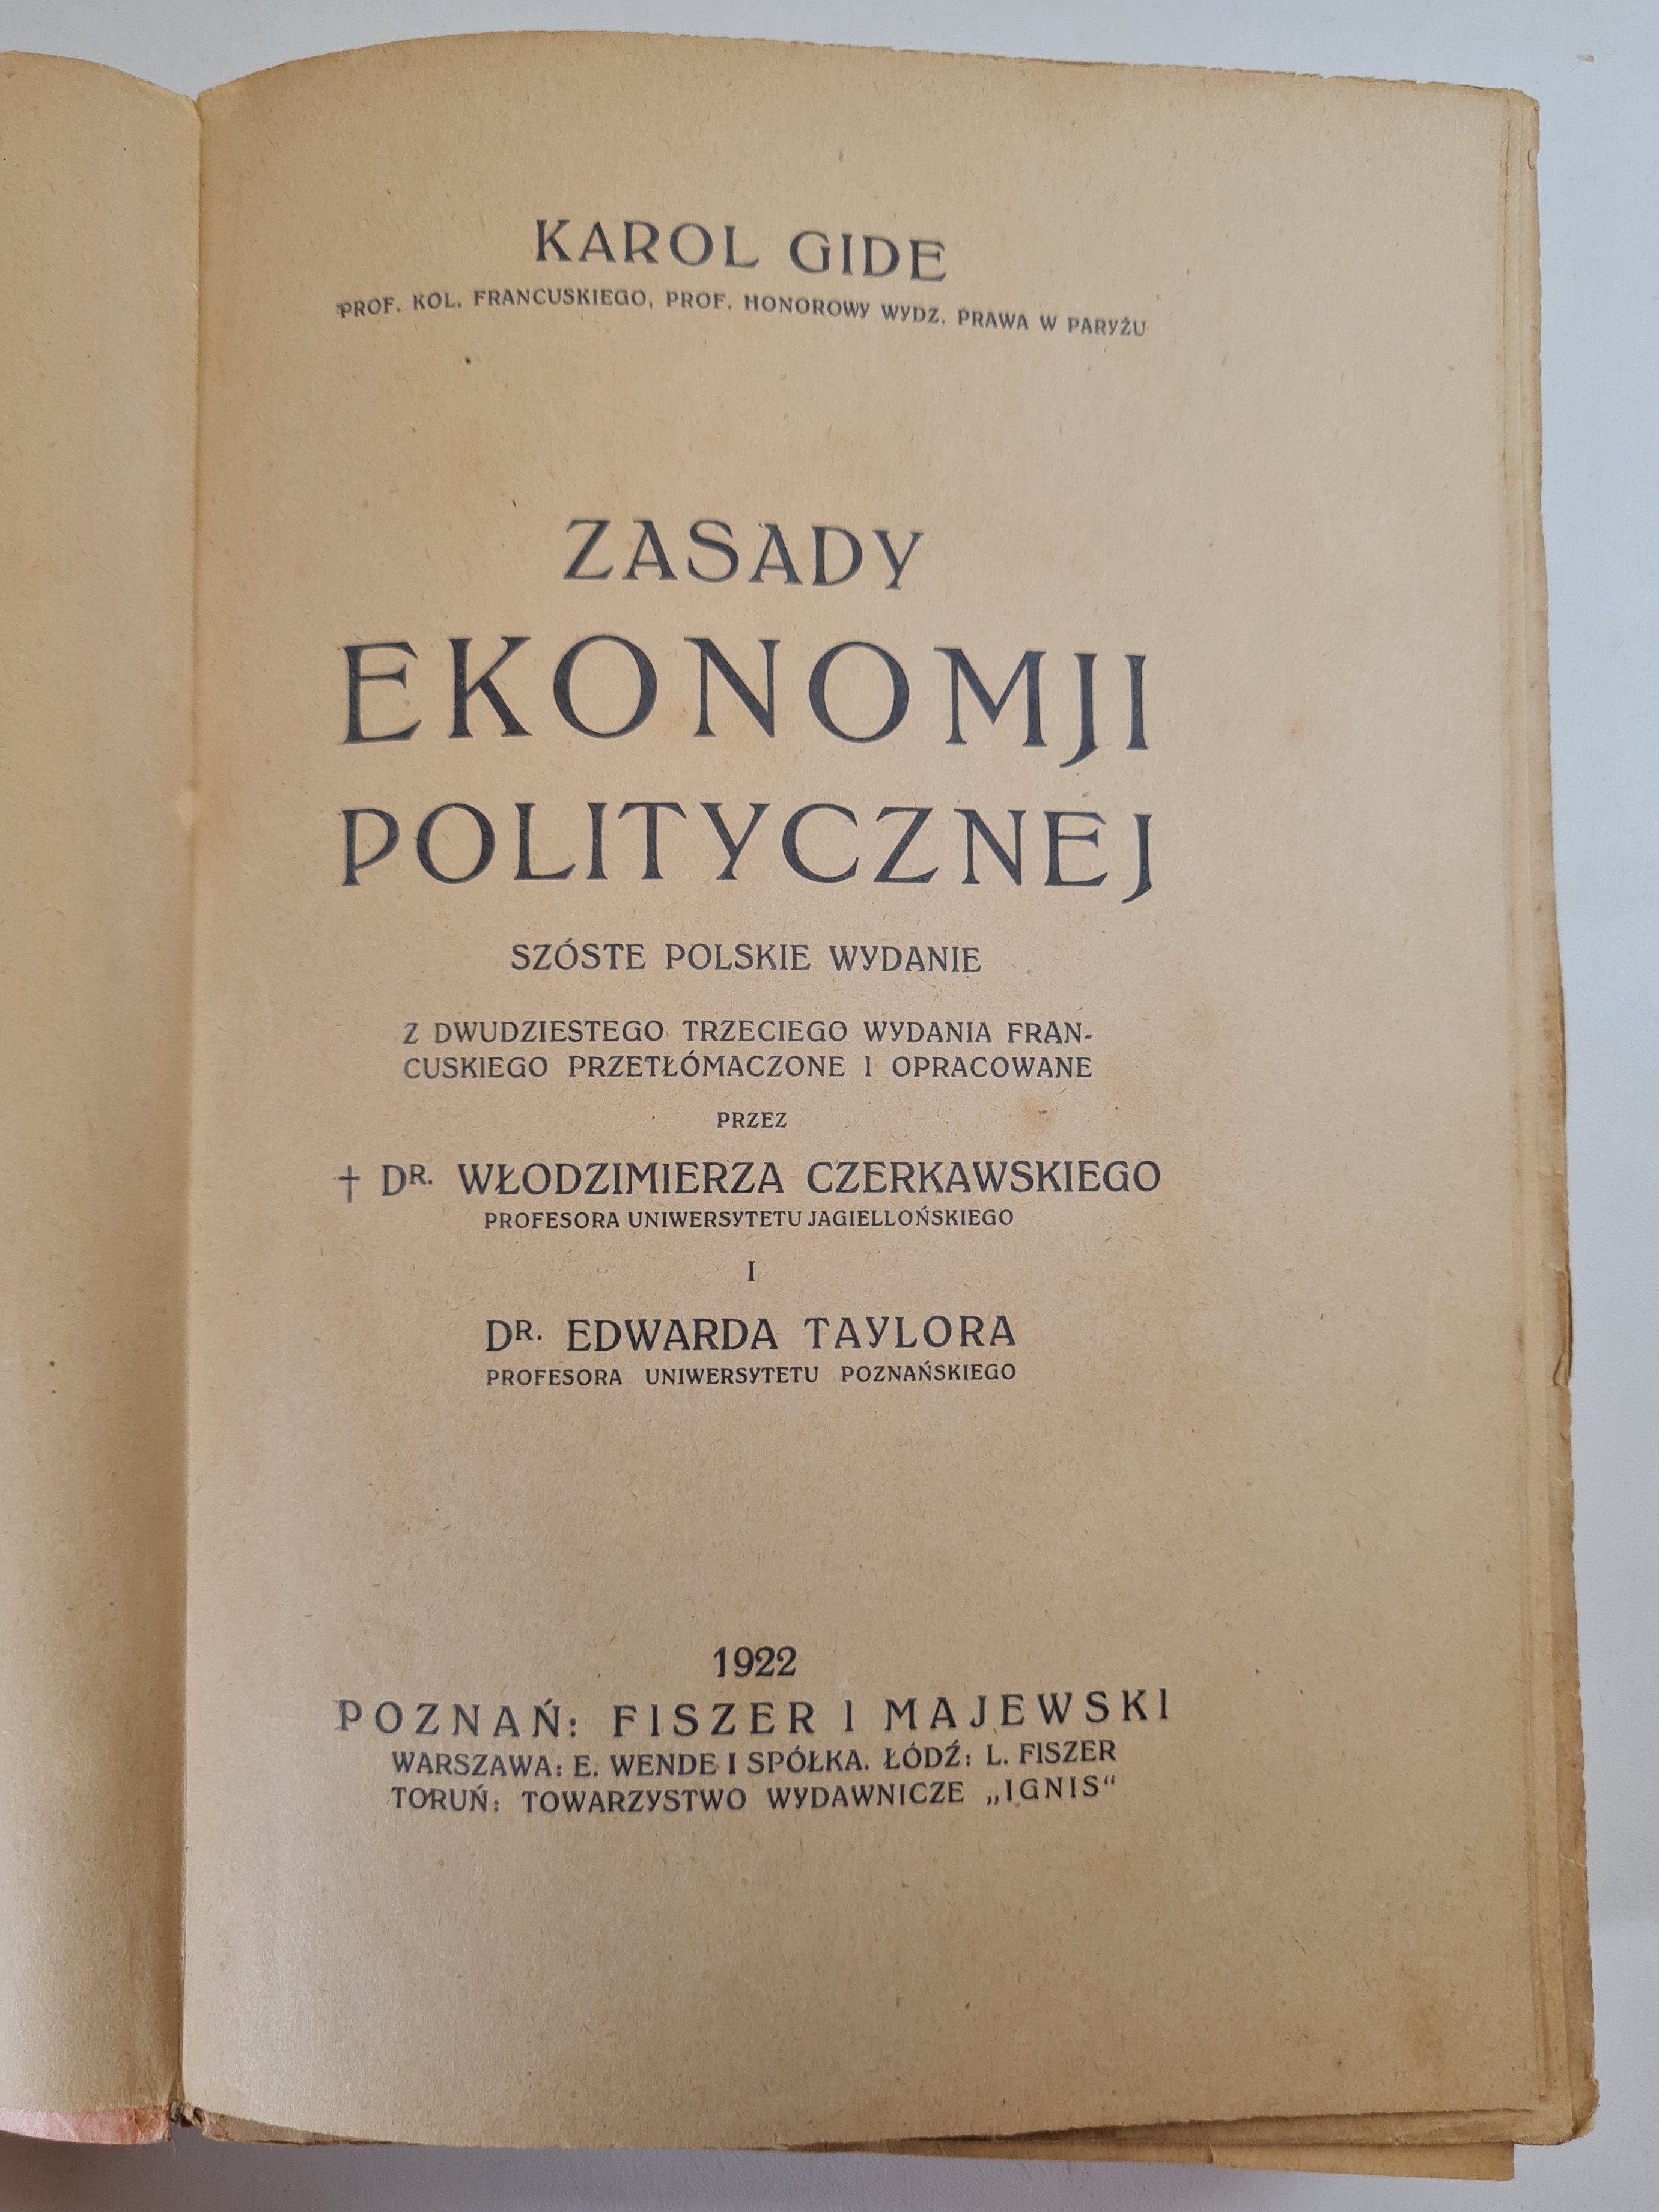 KAROL GIDE
PROF. KOL. FRANCUSKIEGO, PROF. HONOROWY WYDZ. PRAWA W PARYŻU
ZASADY
EKONOMJI
POLITYCZNEJ
SZÓSTE POLSKIE WYDANIE
Z DWUDZIESTEGO TRZECIEGO WYDANIA FRAN-
CUSKIEGO PRZETŁÓMACZONE I OPRACOWANE
PRZEZ
† DR. WŁODZIMIERZA CZERKAWSKIEGO
PROFESORA UNIWERSYTETU JAGIELLOŃSKIEGO
I
DR. EDWARDA TAYLORA
PROFESORA UNIWERSYTETU POZNAŃSKIEGO
1922
POZNAŃ: FISZER I MAJEWSKI
WARSZAWA: E. WENDE I SPÓŁKA. ŁÓDŹ: L. FISZER
TORUŃ: TOWARZYSTWO WYDAWNICZE „IGNIS“